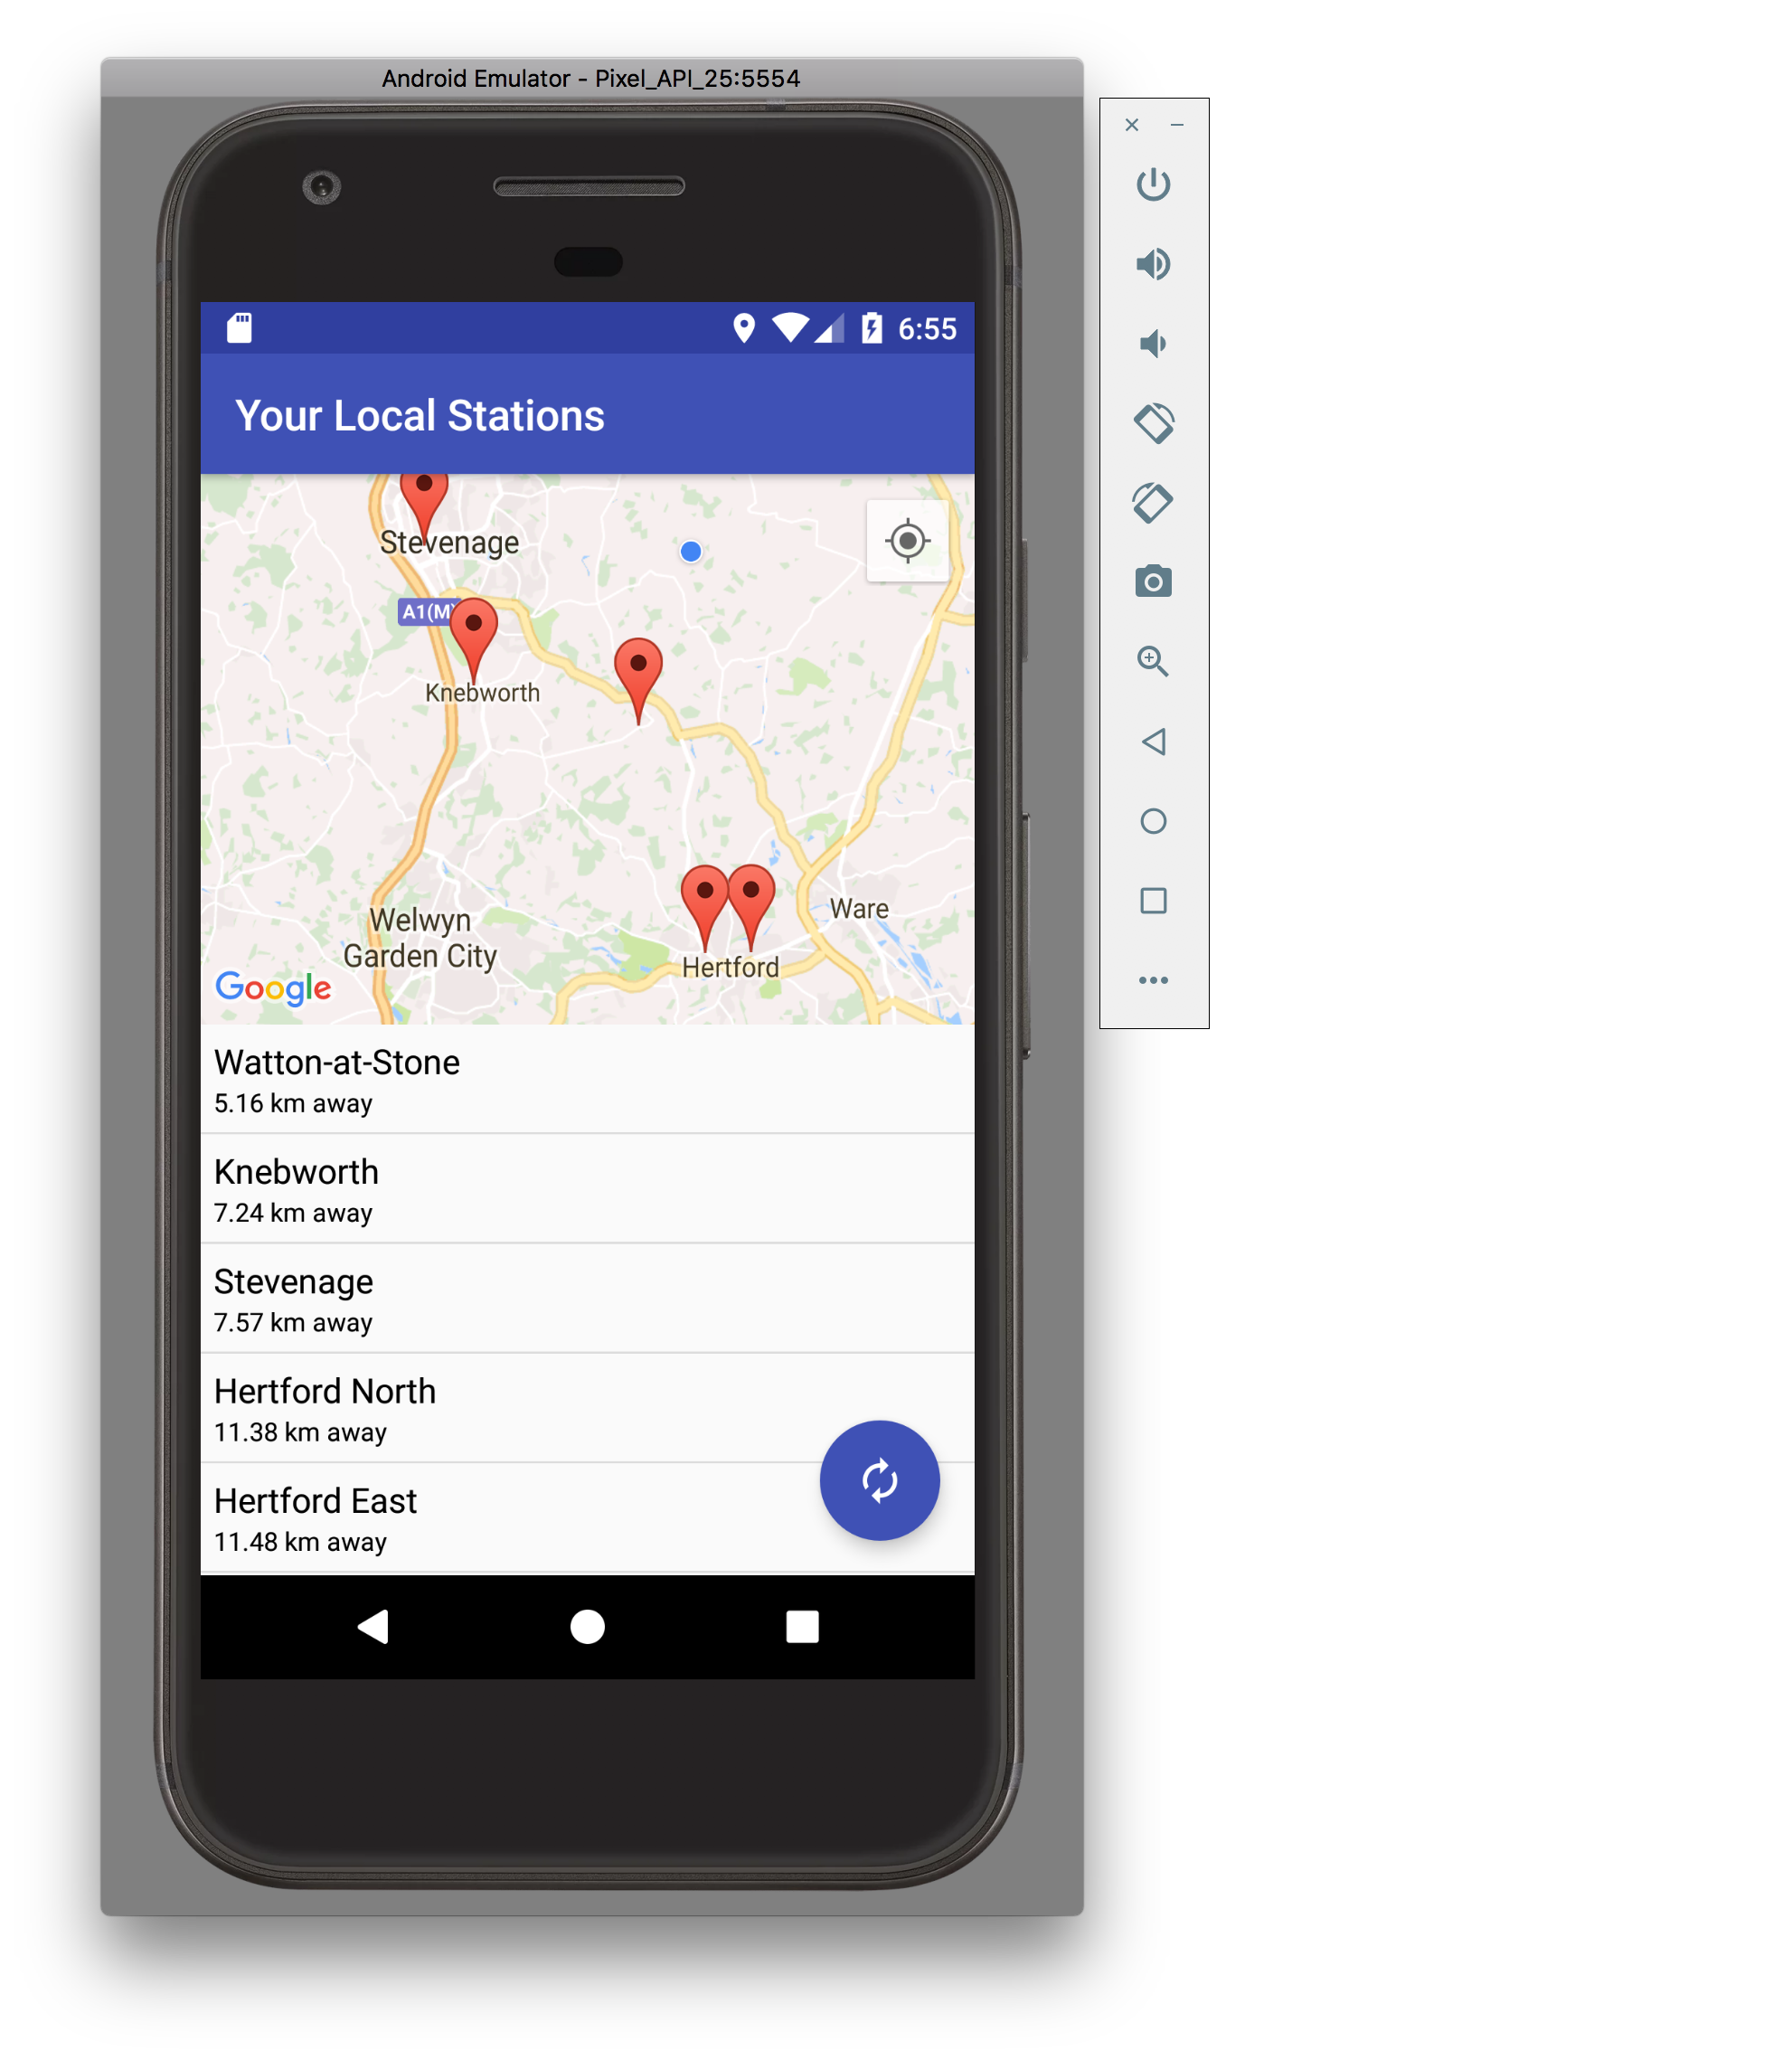 Android Emulator - Pixel_API_25:5554
6:55
Your Local Stations
Stevenage
A1(M)
Knebworth
Ware
Welwyn
Garden City
Hertford
Google
Watton-at-Stone
5.16 km away
Knebworth
7.24 km away
Stevenage
7.57 km away
Hertford North
11.38 km away
Hertford East
11.48 km away